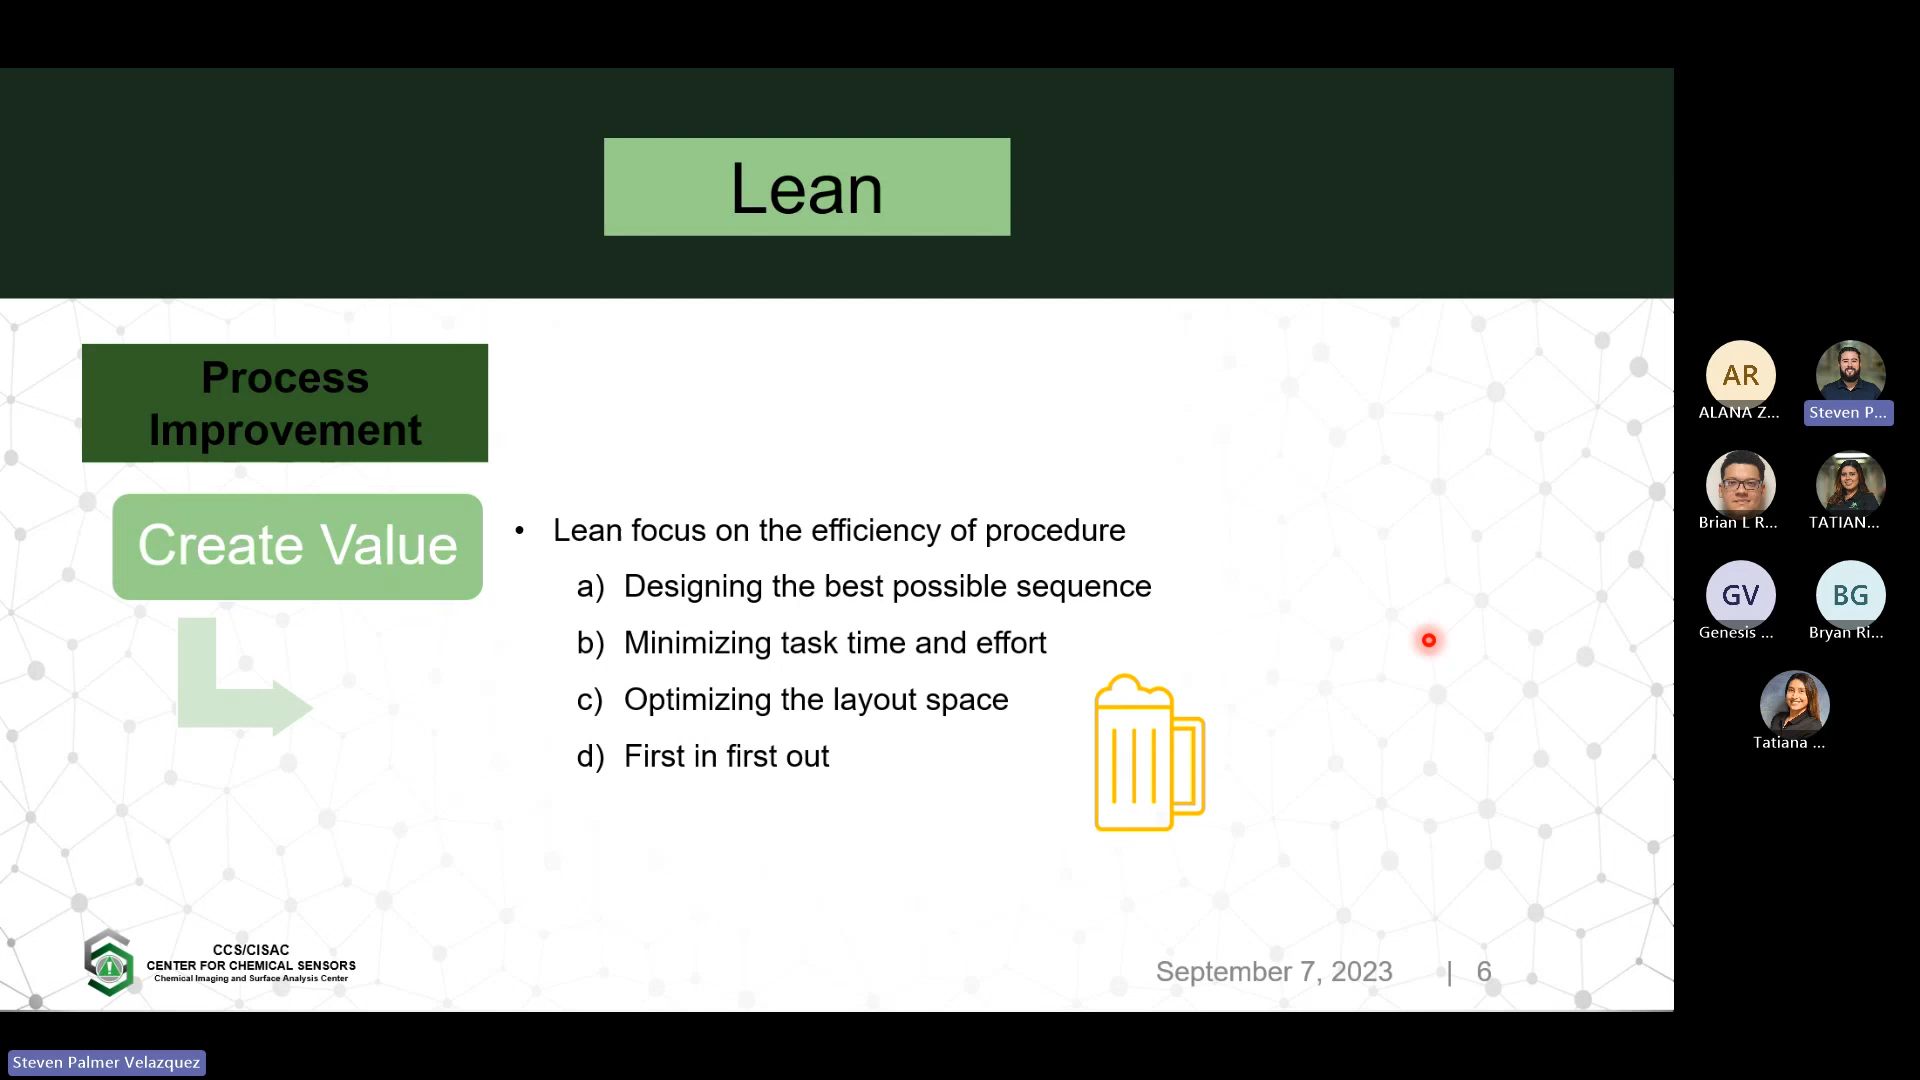 Lean
Process
Improvement
Create Value
• Lean focus on the efficiency of procedure
a) Designing the best possible sequence
b) Minimizing task time and effort
c) Optimizing the layout space
d) First in first out
CCS/CISAC
CENTER FOR CHEMICAL SENSORS
Chemical Imaging and Surface Analysis Center
September 7, 2023 | 6
AR
ALANA Z...
Steven P...
Brian L R...
TATIAN...
GV
Genesis ...
BG
Bryan Ri...
Tatiana ...
Steven Palmer Velazquez